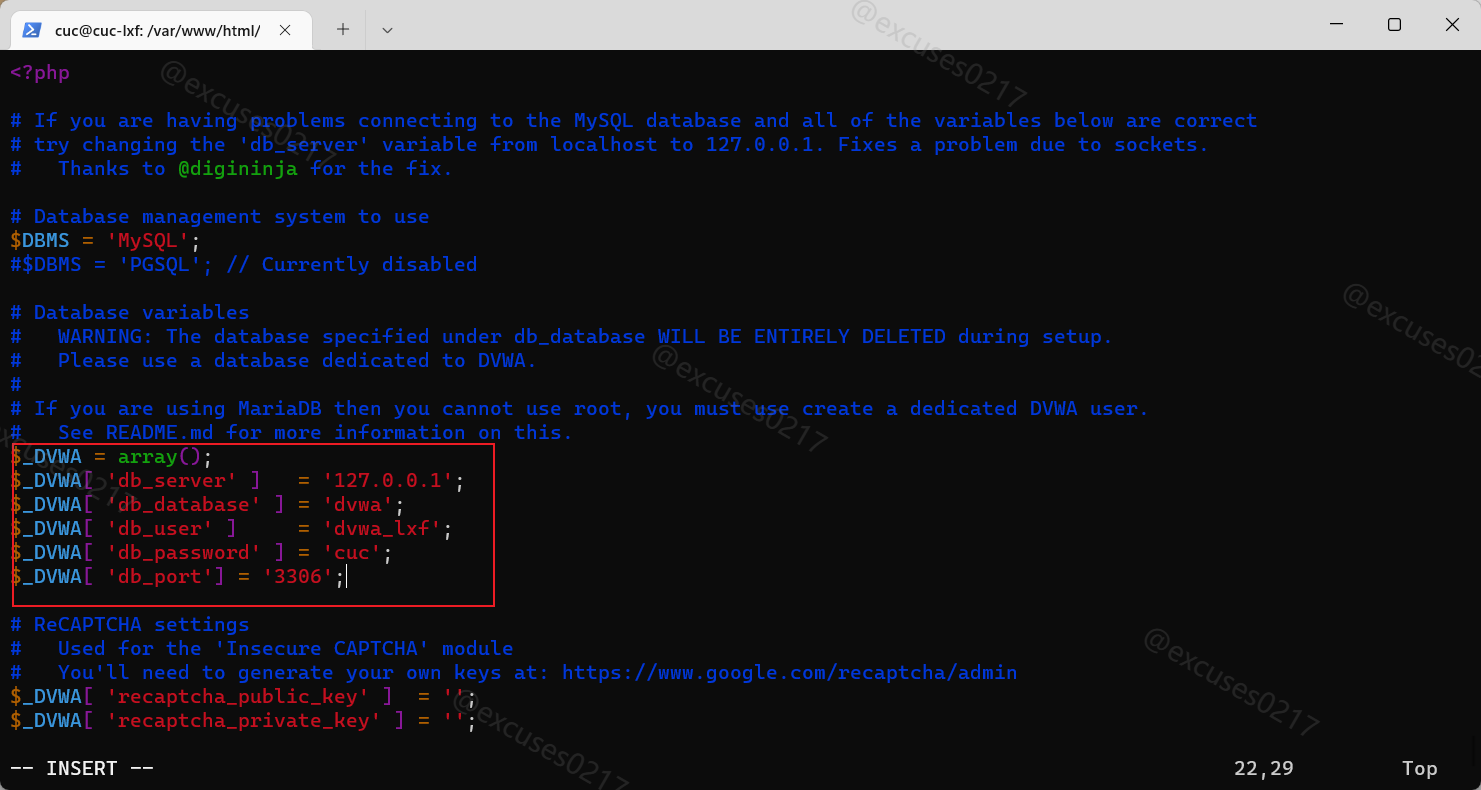 cuc@cuc-lxf: /var/www/html/
<?php
# If you are having problems connecting to the MySQL database and all of the variables below are correct
# try changing the 'db_server' variable from localhost to 127.0.0.1. Fixes a problem due to sockets.
#   Thanks to @digininja for the fix.
# Database management system to use
$DBMS = 'MySQL';
#$DBMS = 'PGSQL'; // Currently disabled
# Database variables
#   WARNING: The database specified under db_database WILL BE ENTIRELY DELETED during setup.
#   Please use a database dedicated to DVWA.
#
# If you are using MariaDB then you cannot use root, you must use create a dedicated DVWA user.
#   See README.md for more information on this.
$_DVWA = array();
$_DVWA[ 'db_server' ]   = '127.0.0.1';
$_DVWA[ 'db_database' ] = 'dvwa';
$_DVWA[ 'db_user' ]     = 'dvwa_lxf';
$_DVWA[ 'db_password' ] = 'cuc';
$_DVWA[ 'db_port'] = '3306';
# ReCAPTCHA settings
#   Used for the 'Insecure CAPTCHA' module
#   You'll need to generate your own keys at: https://www.google.com/recaptcha/admin
$_DVWA[ 'recaptcha_public_key' ]  = '';
$_DVWA[ 'recaptcha_private_key' ] = '';
-- INSERT --                22,29         Top
@excuses0217
@excuses0217
@excuses0217
@excuses0217
@excuses0217
@excuses0217